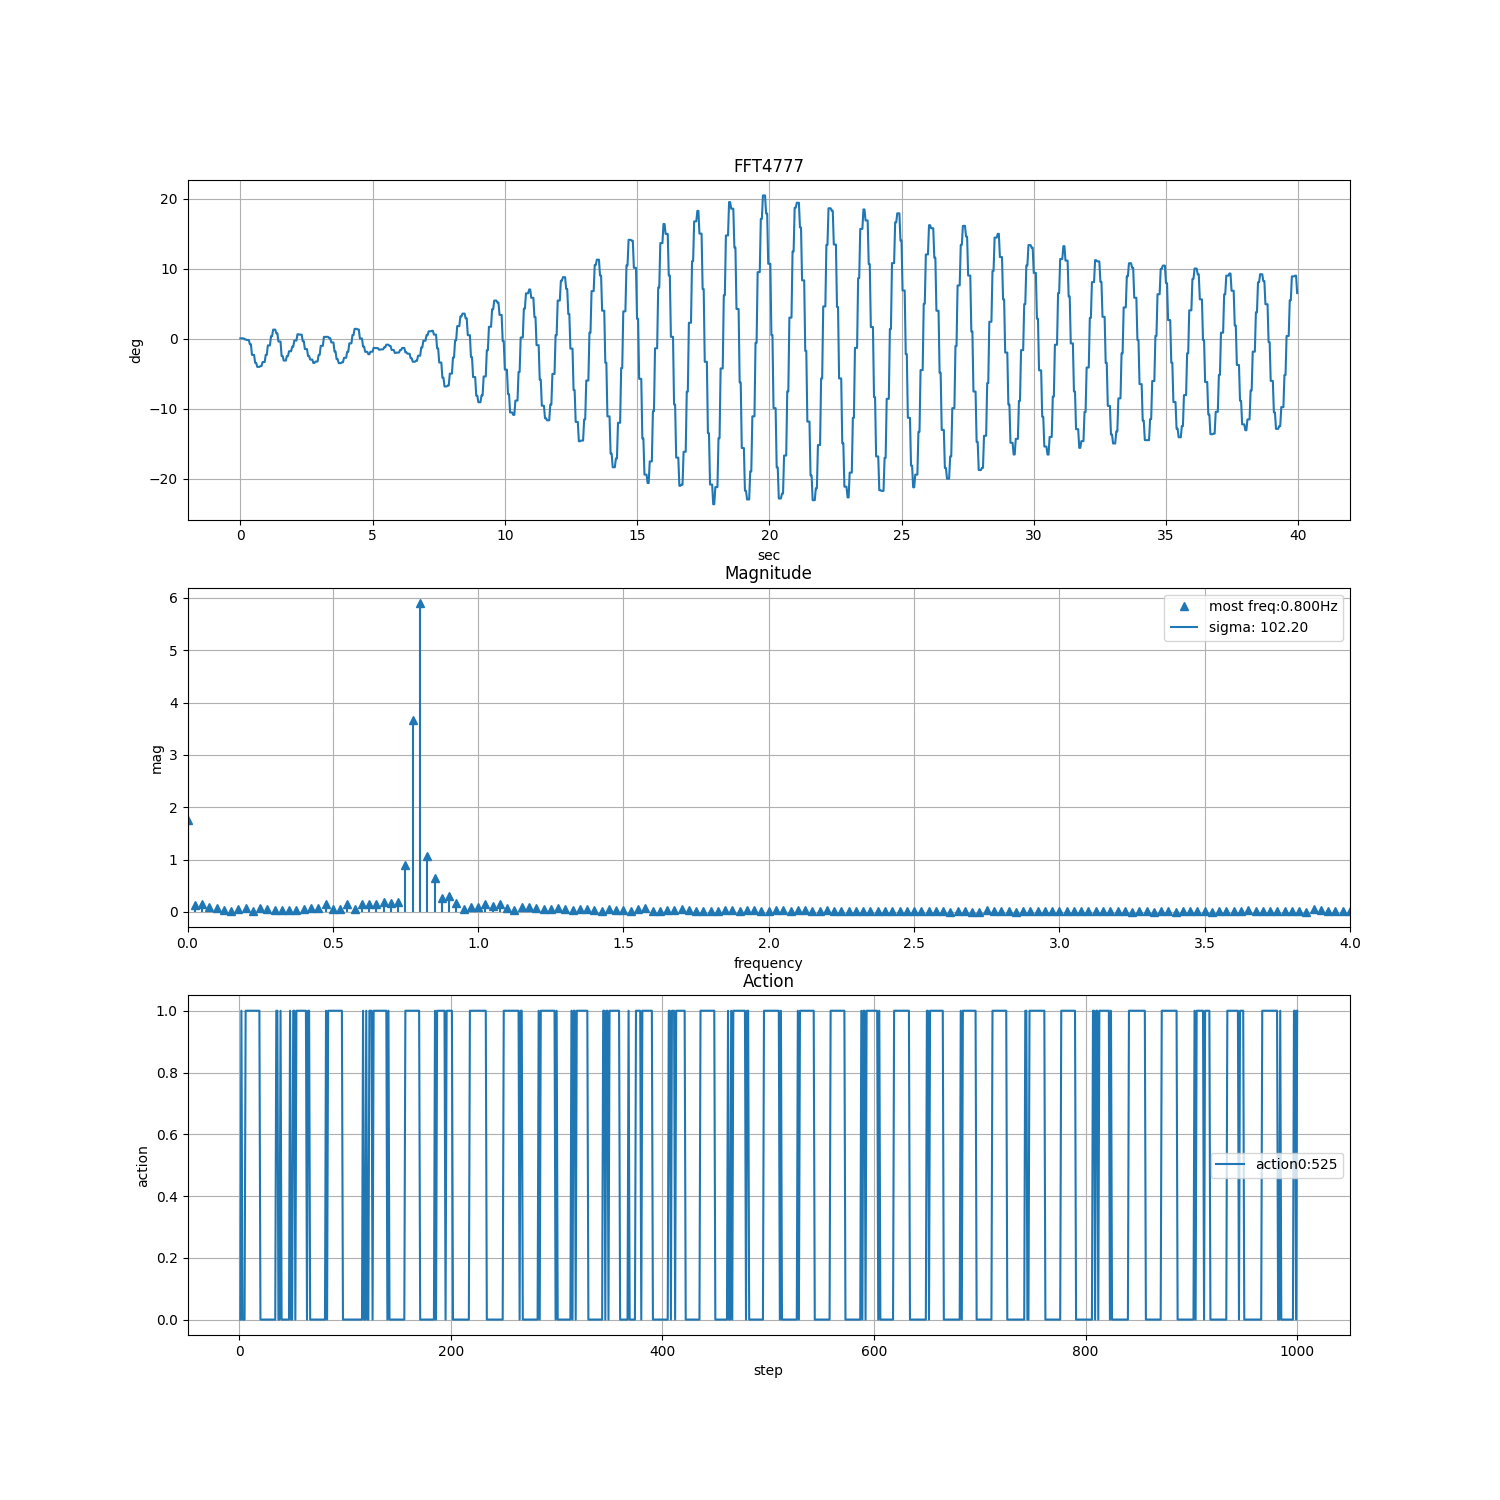 FFT4777
20
10
0
−10
−20
deg
0 5 10 15 20 25 30 35 40
sec
Magnitude
6
5
4
3
2
1
0
mag
most freq:0.800Hz
sigma: 102.20
0.0 0.5 1.0 1.5 2.0 2.5 3.0 3.5 4.0
frequency
Action
1.0
0.8
0.6
0.4
0.2
0.0
action
action0:525
0 200 400 600 800 1000
step